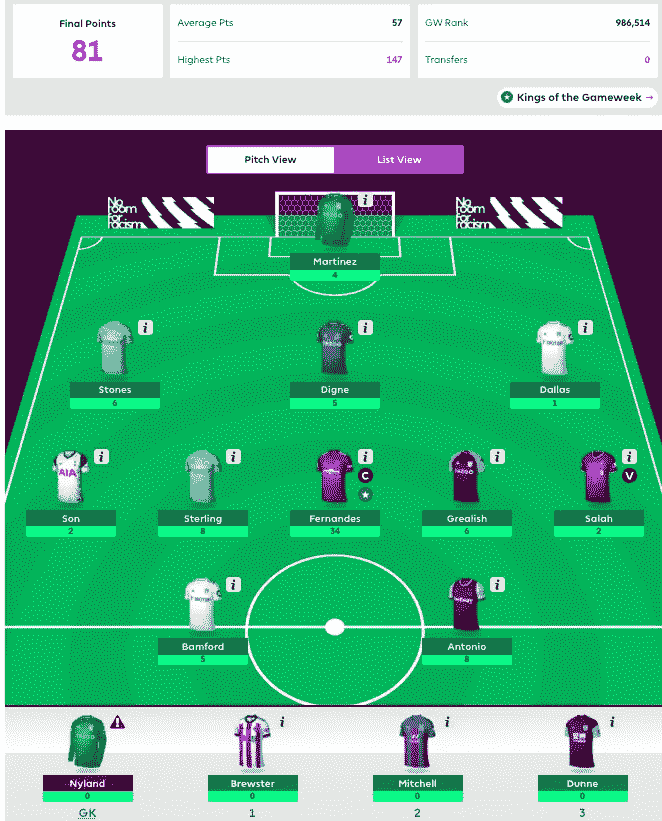 Final Points
81
Average Pts 57
Highest Pts 147
GW Rank 986,514
Transfers 0
Kings of the Gameweek →
Pitch View List View
No room for racism
No room for racism
i
Martinez
4
i i i
Stones Digne Dallas
6 5 1
i i i i i
AIA C V
Son Sterling Fernandes Grealish Salah
2 8 34 6 2
i i
Bamford Antonio
5 8
i i i
Nyland Brewster Mitchell Dunne
0 0 0 0
GK 1 2 3